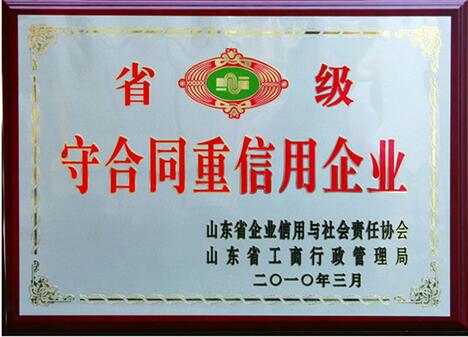 省级
守合同重信用企业
山东省企业信用与社会责任协会
山东省工商行政管理局
二〇一〇年三月